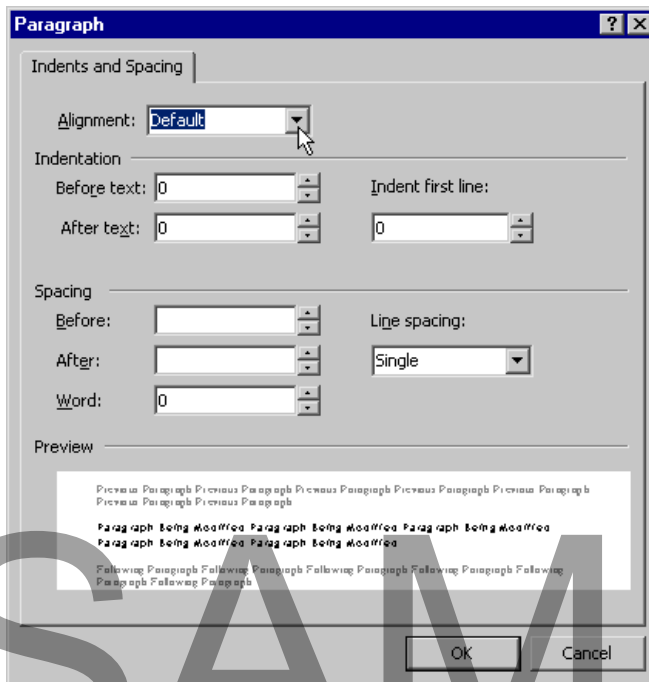 Paragraph
Indents and Spacing
Alignment: Default
Indentation
Before text: 0
Indent first line:
After text: 0
0
Spacing
Before:
Line spacing:
After:
Single
Word: 0
Preview
Previous Paragraph Previous Paragraph Previous Paragraph Previous Paragraph Previous Paragraph
Previous Paragraph Previous Paragraph
Paragraph Being Modified Paragraph Being Modified Paragraph Being Modified
Paragraph Being Modified Paragraph Being Modified
Following Paragraph Following Paragraph Following Paragraph Following Paragraph Following
Paragraph Following Paragraph
OK
Cancel
SAM